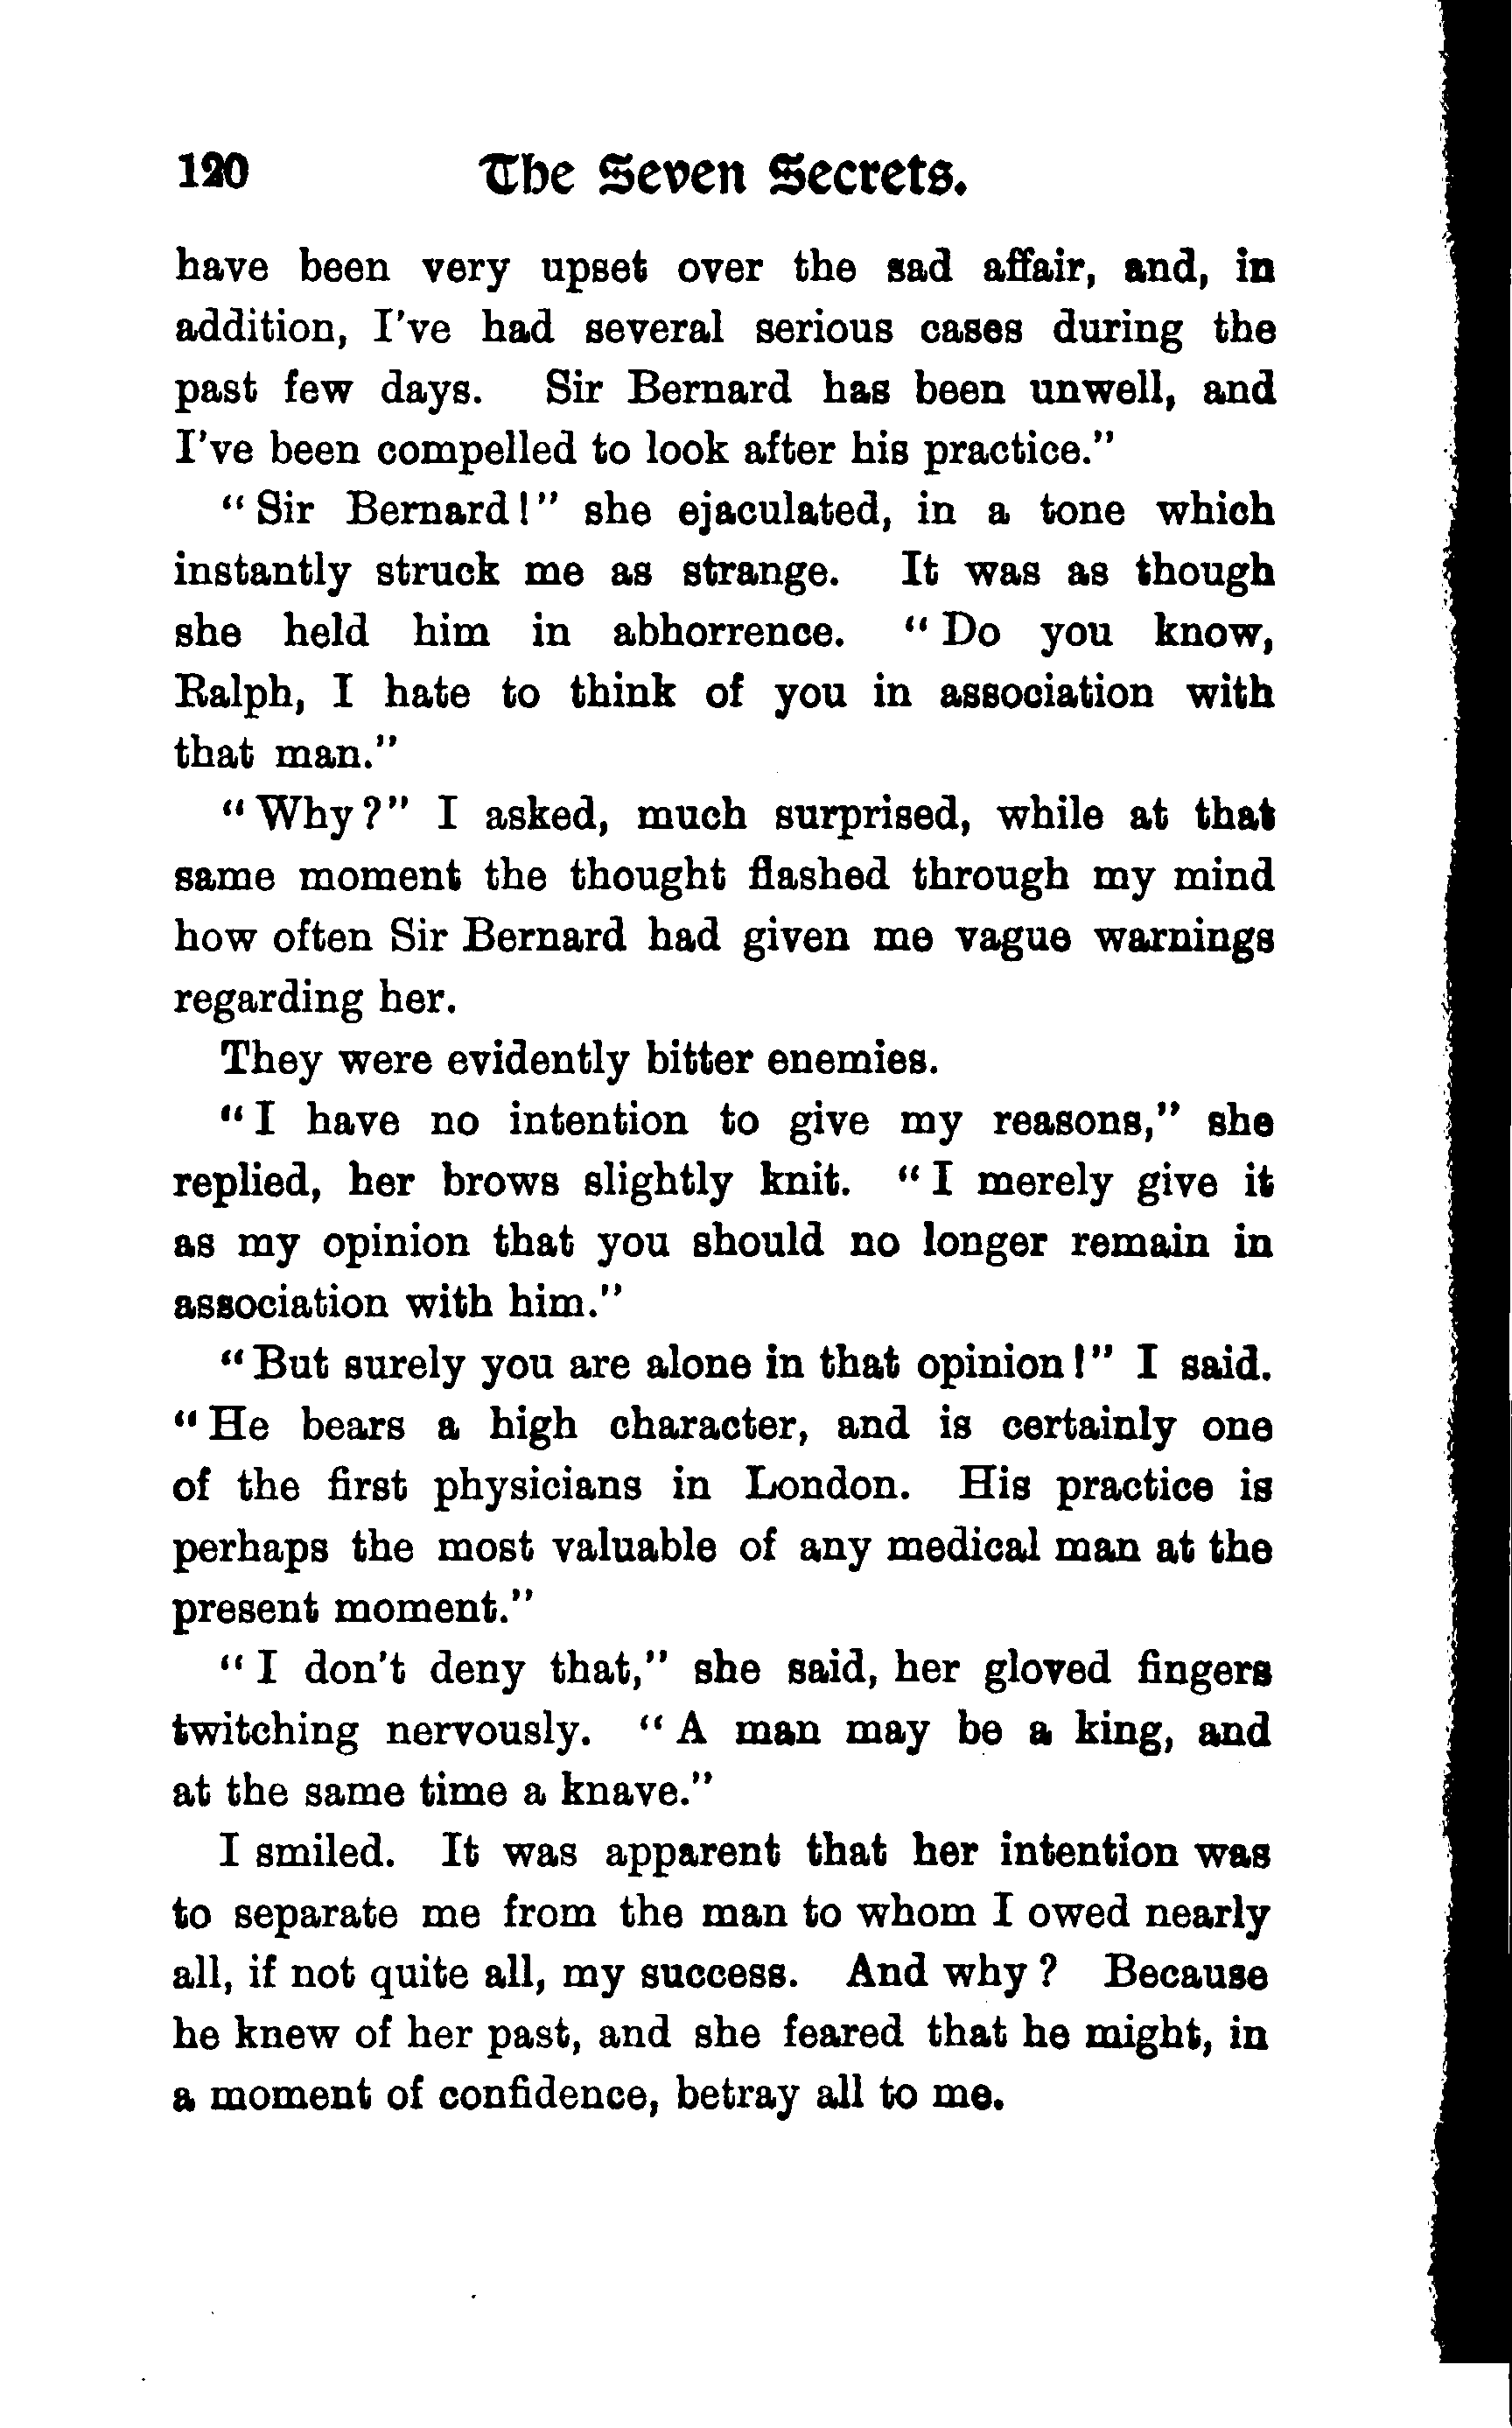 120 The Seven Secrets.
have been very upset over the sad affair, and, in
addition, I've had several serious cases during the
past few days. Sir Bernard has been unwell, and
I've been compelled to look after his practice."
"Sir Bernard!" she ejaculated, in a tone which
instantly struck me as strange. It was as though
she held him in abhorrence. "Do you know,
Ralph, I hate to think of you in association with
that man."
"Why?" I asked, much surprised, while at that
same moment the thought flashed through my mind
how often Sir Bernard had given me vague warnings
regarding her.
They were evidently bitter enemies.
"I have no intention to give my reasons," she
replied, her brows slightly knit. "I merely give it
as my opinion that you should no longer remain in
association with him."
"But surely you are alone in that opinion!" I said.
"He bears a high character, and is certainly one
of the first physicians in London. His practice is
perhaps the most valuable of any medical man at the
present moment."
"I don't deny that," she said, her gloved fingers
twitching nervously. "A man may be a king, and
at the same time a knave."
I smiled. It was apparent that her intention was
to separate me from the man to whom I owed nearly
all, if not quite all, my success. And why? Because
he knew of her past, and she feared that he might, in
a moment of confidence, betray all to me.